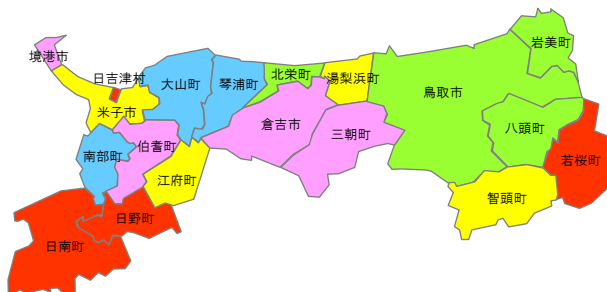 境港市
日吉津村
米子市
大山町
琴浦町
北栄町
湯梨浜町
鳥取市
岩美町
倉吉市
三朝町
八頭町
若桜町
智頭町
南部町
伯耆町
江府町
日野町
日南町